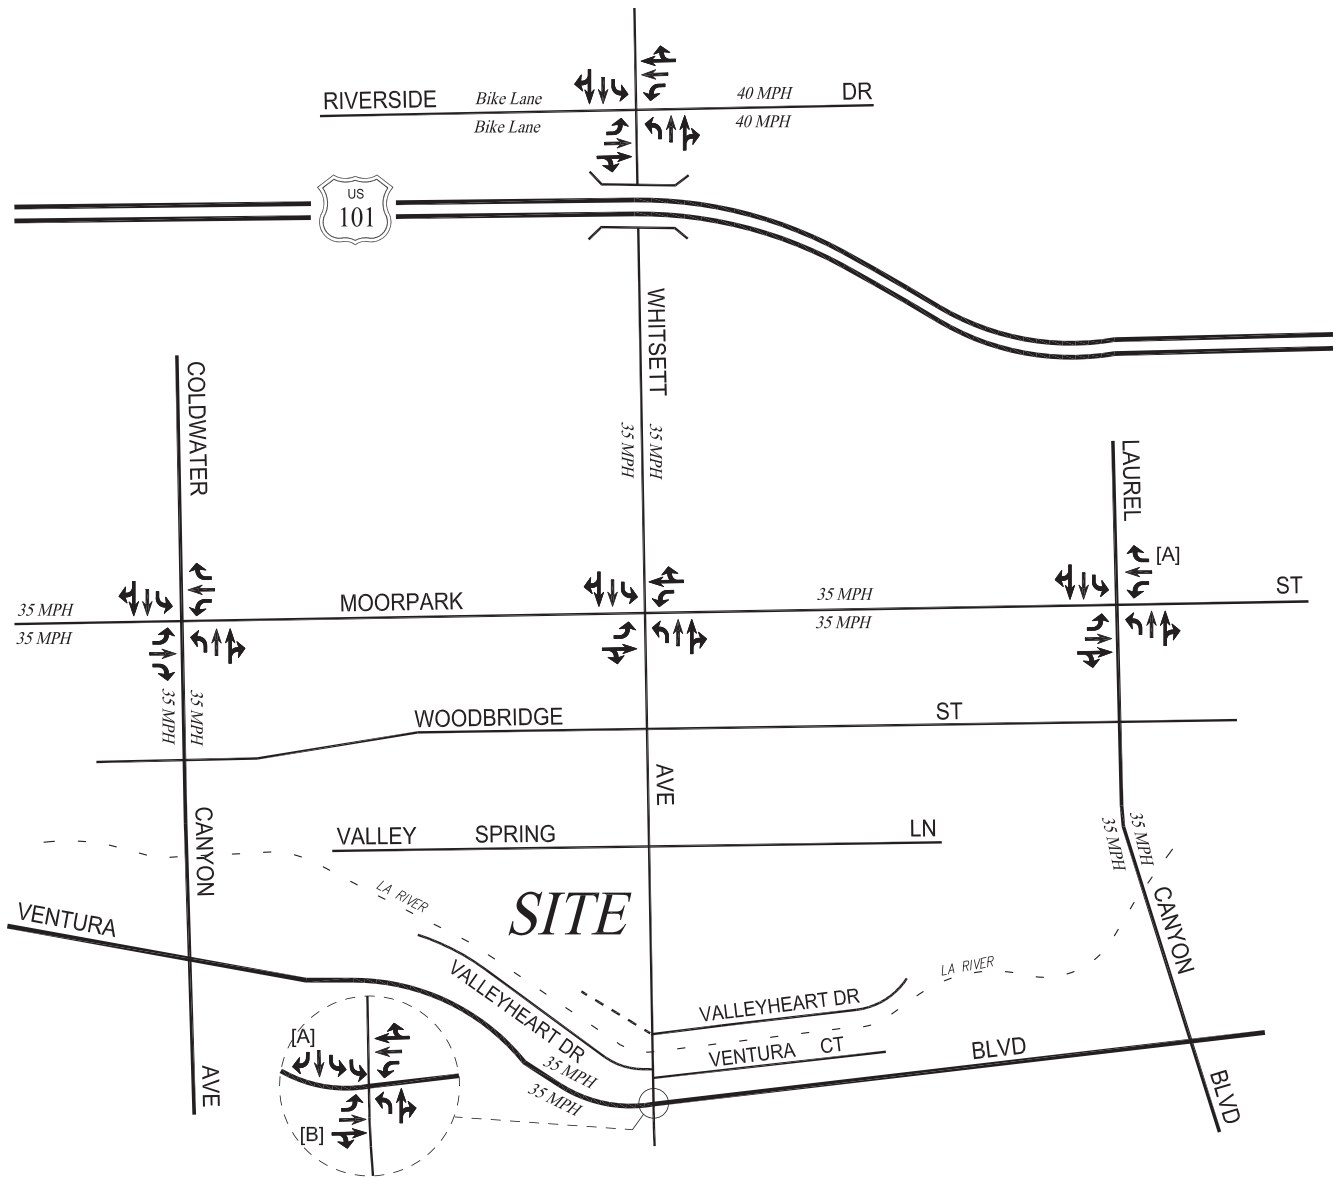 RIVERSIDE Bike Lane 40 MPH DR
Bike Lane 40 MPH
US
101
WHITSETT
COLDWATER
35 MPH 35 MPH
LAUREL
[A]
35 MPH MOORPARK 35 MPH ST
35 MPH 35 MPH
35 MPH 35 MPH
WOODBRIDGE ST
AVE
CANYON
35 MPH 35 MPH
VALLEY SPRING LN
LA RIVER
SITE
CANYON
VENTURA
LA RIVER
VALLEYHEART DR
VALLEYHEART DR
[A]
VENTURA CT
BLVD
35 MPH
35 MPH
AVE
BLVD
[B]